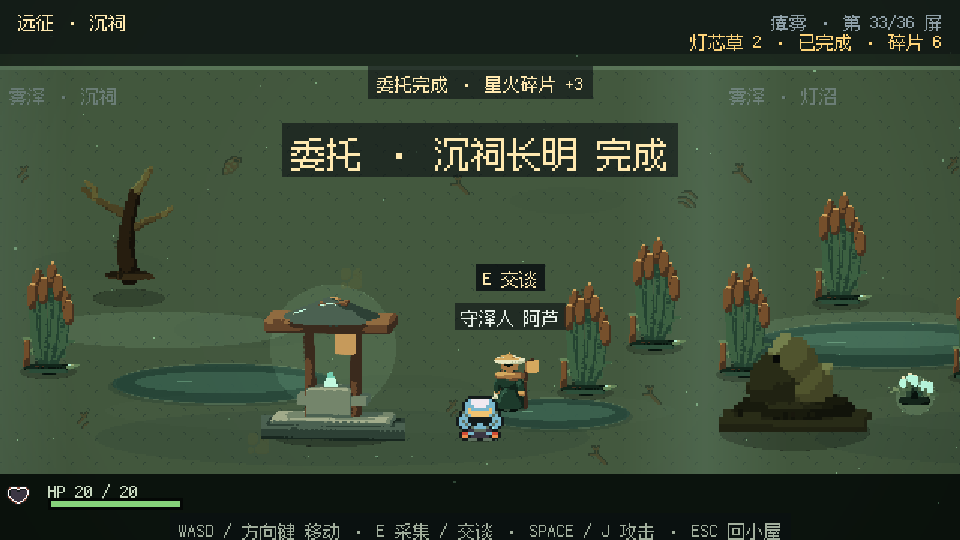 远征 · 沉祠
瘴雾 · 第 33/36 屏
灯芯草 2 · 已完成 · 碎片 6
委托完成 · 星火碎片 +3
雾泽 · 沉祠
雾泽 · 灯沼
委托 · 沉祠长明 完成
E 交谈
守泽人 阿芦
HP 20 / 20
WASD / 方向键 移动 · E 采集 / 交谈 · SPACE / J 攻击 · ESC 回小屋